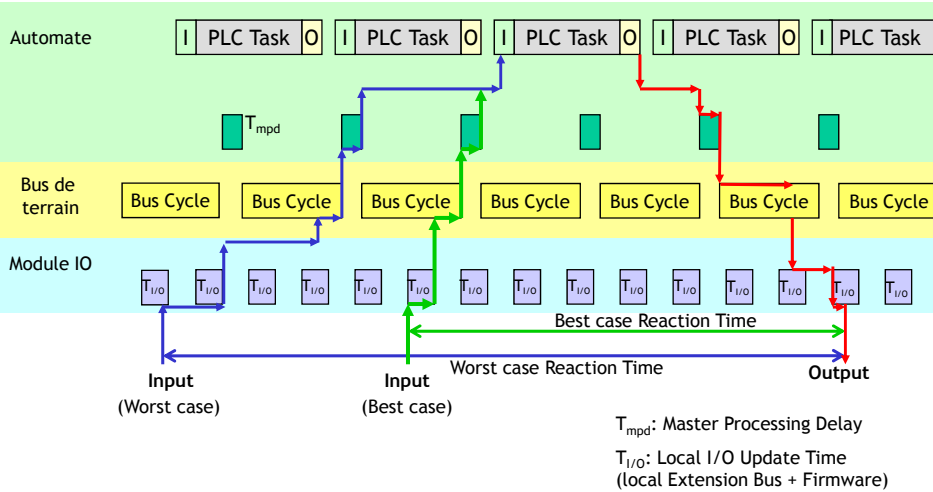 Automate
I PLC Task O I PLC Task O I PLC Task O I PLC Task O I PLC Task
Tmpd
Bus de
terrain
Bus Cycle Bus Cycle Bus Cycle Bus Cycle Bus Cycle Bus Cycle Bus Cycle
Module IO
TI/O TI/O TI/O TI/O TI/O TI/O TI/O TI/O TI/O TI/O TI/O TI/O TI/O TI/O TI/O
Best case Reaction Time
Worst case Reaction Time
Input
(Worst case)
Input
(Best case)
Output
Tmpd: Master Processing Delay
TI/O: Local I/O Update Time
(local Extension Bus + Firmware)